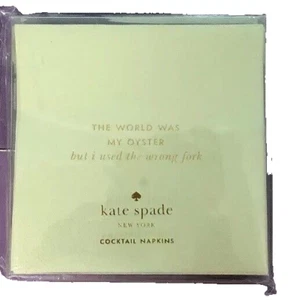 THE WORLD WAS
MY OYSTER
but i used the wrong fork
kate spade
NEW YORK
COCKTAIL NAPKINS